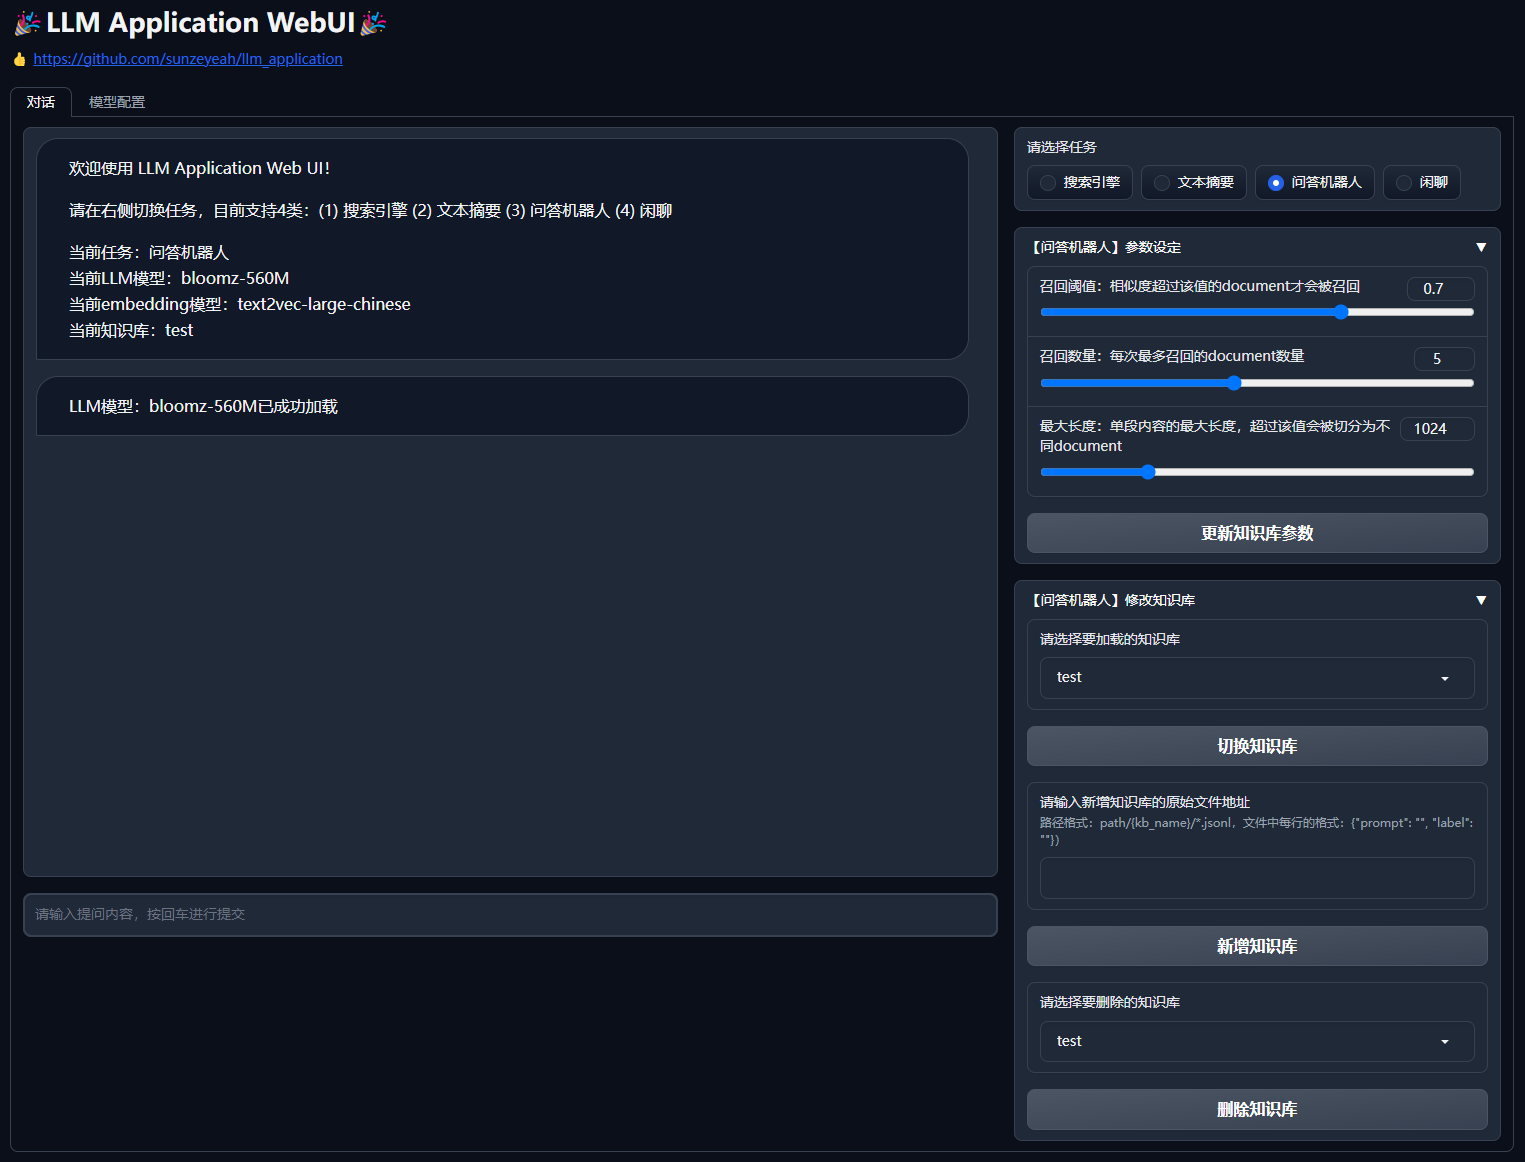 🎉LLM Application WebUI🎉
👍 https://github.com/sunzeyeah/llm_application
对话
模型配置
欢迎使用 LLM Application Web UI！
请在右侧切换任务，目前支持4类：(1) 搜索引擎 (2) 文本摘要 (3) 问答机器人 (4) 闲聊
当前任务：问答机器人
当前LLM模型：bloomz-560M
当前embedding模型：text2vec-large-chinese
当前知识库：test
LLM模型：bloomz-560M已成功加载
请输入提问内容，按回车进行提交
请选择任务
搜索引擎
文本摘要
问答机器人
闲聊
【问答机器人】参数设定
召回阈值：相似度超过该值的document才会被召回
0.7
召回数量：每次最多召回的document数量
5
最大长度：单段内容的最大长度，超过该值会被切分为不
同document
1024
更新知识库参数
【问答机器人】修改知识库
请选择要加载的知识库
test
切换知识库
请输入新增知识库的原始文件地址
路径格式：path/{kb_name}/*.jsonl，文件中每行的格式：{"prompt": "", "label":
""}）
新增知识库
请选择要删除的知识库
test
删除知识库